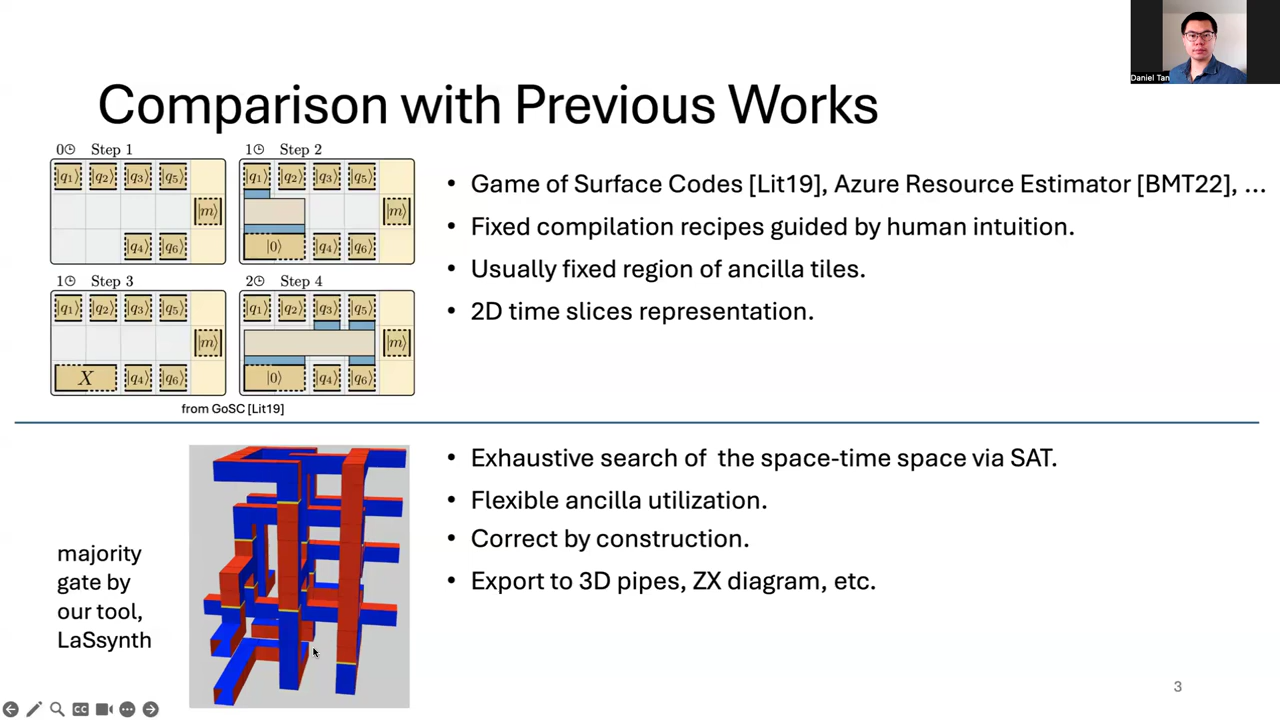 Daniel Tan
Comparison with Previous Works
0 Step 1
1 Step 2
|q1⟩ |q2⟩ |q3⟩ |q5⟩
|m⟩
|q4⟩ |q6⟩
|q1⟩ |q2⟩ |q3⟩ |q5⟩
|m⟩
|0⟩ |q4⟩ |q6⟩
1 Step 3
2 Step 4
|q1⟩ |q2⟩ |q3⟩ |q5⟩
|m⟩
X |q4⟩ |q6⟩
|q1⟩ |q2⟩ |q3⟩ |q5⟩
|m⟩
|0⟩ |q4⟩ |q6⟩
from GoSC [Lit19]
• Game of Surface Codes [Lit19], Azure Resource Estimator [BMT22], ...
• Fixed compilation recipes guided by human intuition.
• Usually fixed region of ancilla tiles.
• 2D time slices representation.
majority
gate by
our tool,
LaSsynth
• Exhaustive search of the space-time space via SAT.
• Flexible ancilla utilization.
• Correct by construction.
• Export to 3D pipes, ZX diagram, etc.
3
CC